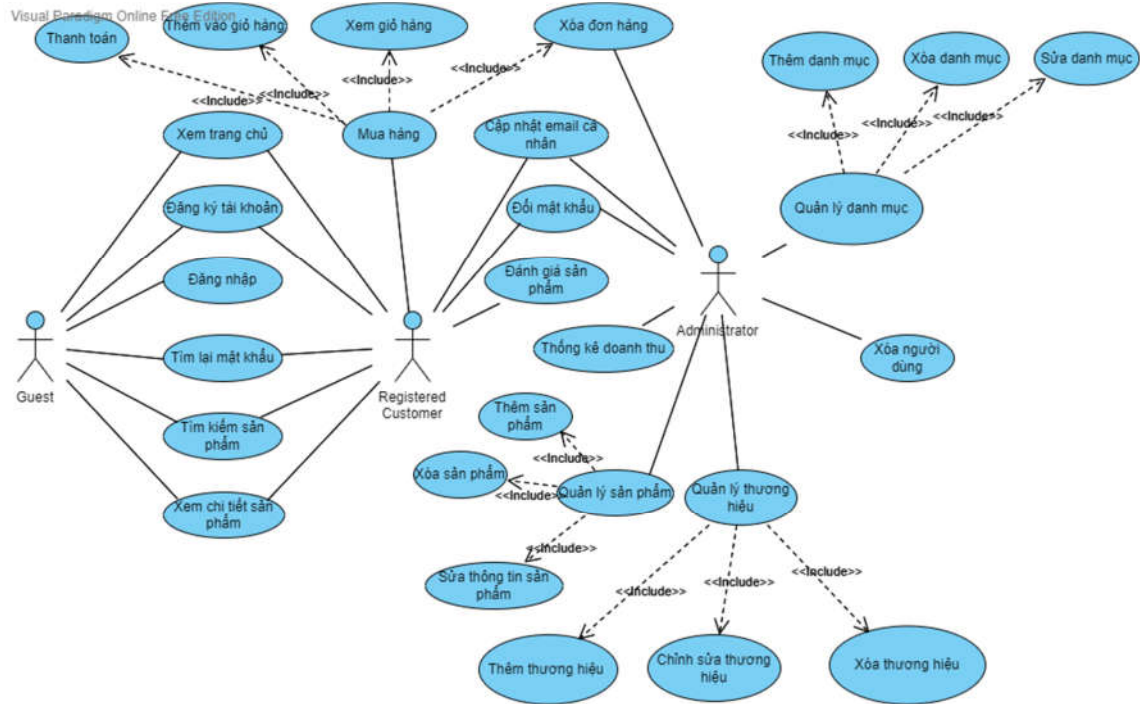 Visual Paradigm Online Free Edition
Thanh toán
Thêm vào giỏ hàng
Xem giỏ hàng
Xóa đơn hàng
Thêm danh mục
Xóa danh mục
Sửa danh mục
<<Include>>
<<Include>>
<<Include>>
<<Include>>
<<Include>>
<<Include>>
<<Include>>
Xem trang chủ
Mua hàng
Cập nhật email cá
nhân
Quản lý danh mục
Đăng ký tài khoản
Đổi mật khẩu
Đăng nhập
Đánh giá sản
phẩm
Guest
Registered
Customer
Administrator
Tìm lại mật khẩu
Thống kê doanh thu
Xóa người
dùng
Tìm kiếm sản
phẩm
Thêm sản
phẩm
<<Include>>
Xóa sản phẩm
<<Include>>
Quản lý sản phẩm
Quản lý thương
hiệu
Xem chi tiết sản
phẩm
<<Include>>
Sửa thông tin sản
phẩm
<<Include>>
<<Include>>
<<Include>>
Thêm thương hiệu
Chỉnh sửa thương
hiệu
Xóa thương hiệu